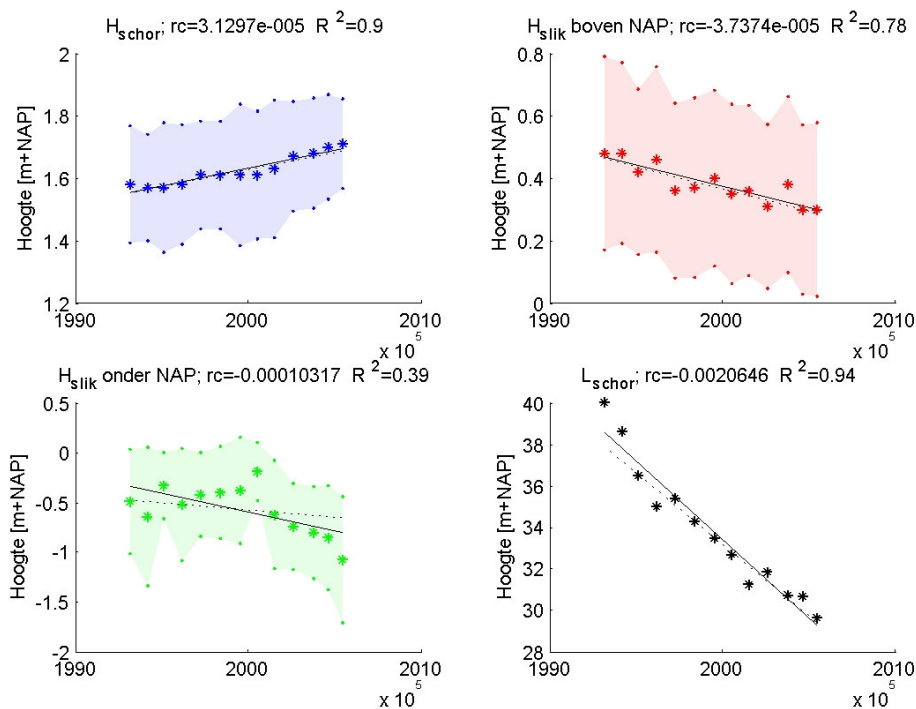 H_schor; rc=3.1297e-005 R^2=0.9
Hoogte [m+NAP]
2
1.8
1.6
1.4
1.2
1990
2000
2010
x 10^5
H_slik boven NAP; rc=-3.7374e-005 R^2=0.78
Hoogte [m+NAP]
0.8
0.6
0.4
0.2
0
1990
2000
2010
x 10^5
H_slik onder NAP; rc=-0.00010317 R^2=0.39
Hoogte [m+NAP]
0.5
0
-0.5
-1
-1.5
-2
1990
2000
2010
x 10^5
L_schor; rc=-0.0020646 R^2=0.94
Hoogte [m+NAP]
40
38
36
34
32
30
28
1990
2000
2010
x 10^5